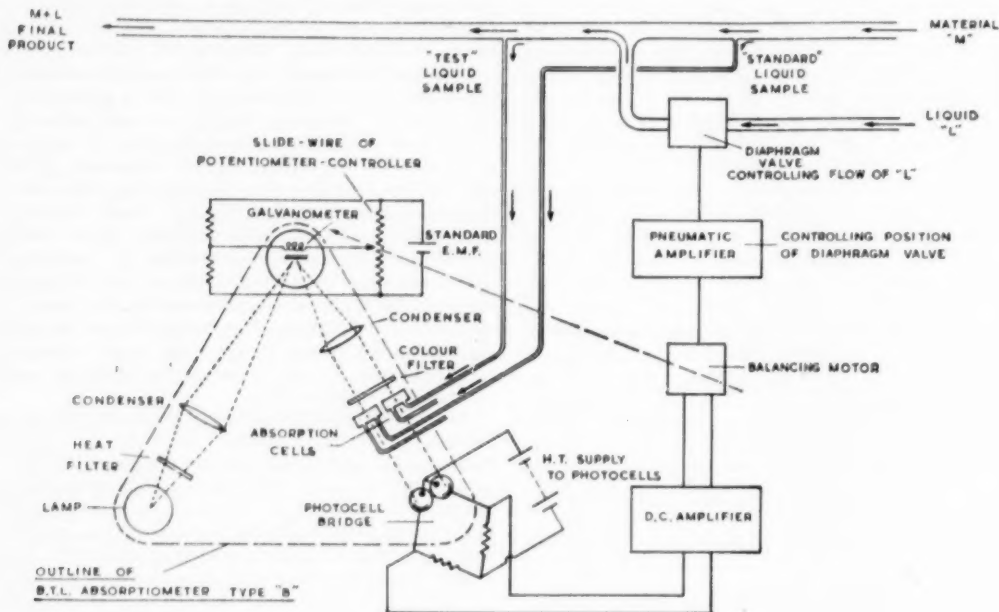 M+L
FINAL
PRODUCT
MATERIAL
"M"
"TEST"
LIQUID
SAMPLE
"STANDARD"
LIQUID
SAMPLE
LIQUID
"L"
DIAPHRAGM
VALVE
CONTROLLING FLOW OF "L"
SLIDE-WIRE OF
POTENTIOMETER-CONTROLLER
GALVANOMETER
STANDARD
E.M.F.
PNEUMATIC
AMPLIFIER
CONTROLLING POSITION
OF DIAPHRAGM VALVE
CONDENSER
COLOUR
FILTER
BALANCING MOTOR
CONDENSER
ABSORPTION
CELLS
HEAT
FILTER
H.T. SUPPLY
TO PHOTOCELLS
LAMP
PHOTOCELL
BRIDGE
D.C. AMPLIFIER
OUTLINE OF
B.T.L. ABSORPTIOMETER TYPE "B"